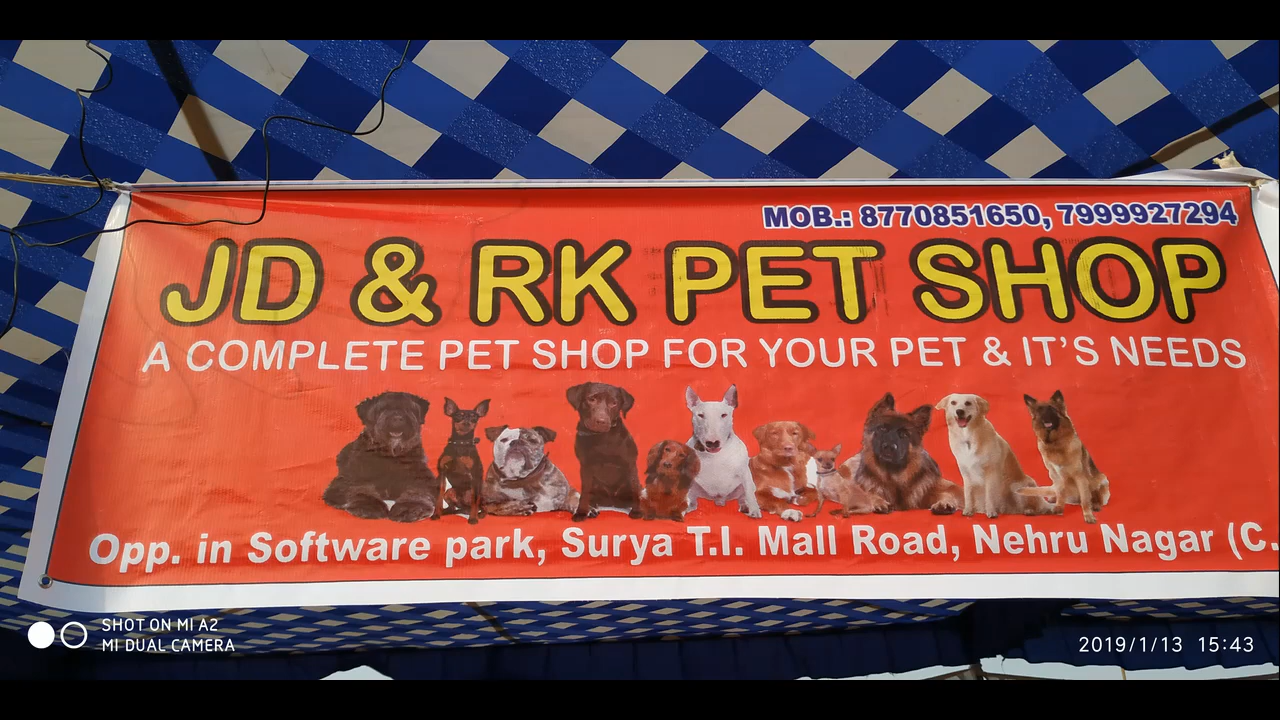 MOB.: 8770851650, 7999927294
JD & RK PET SHOP
A COMPLETE PET SHOP FOR YOUR PET & IT'S NEEDS
Opp. in Software park, Surya T.I. Mall Road, Nehru Nagar (C.
SHOT ON MI A2
MI DUAL CAMERA
2019/1/13 15:43